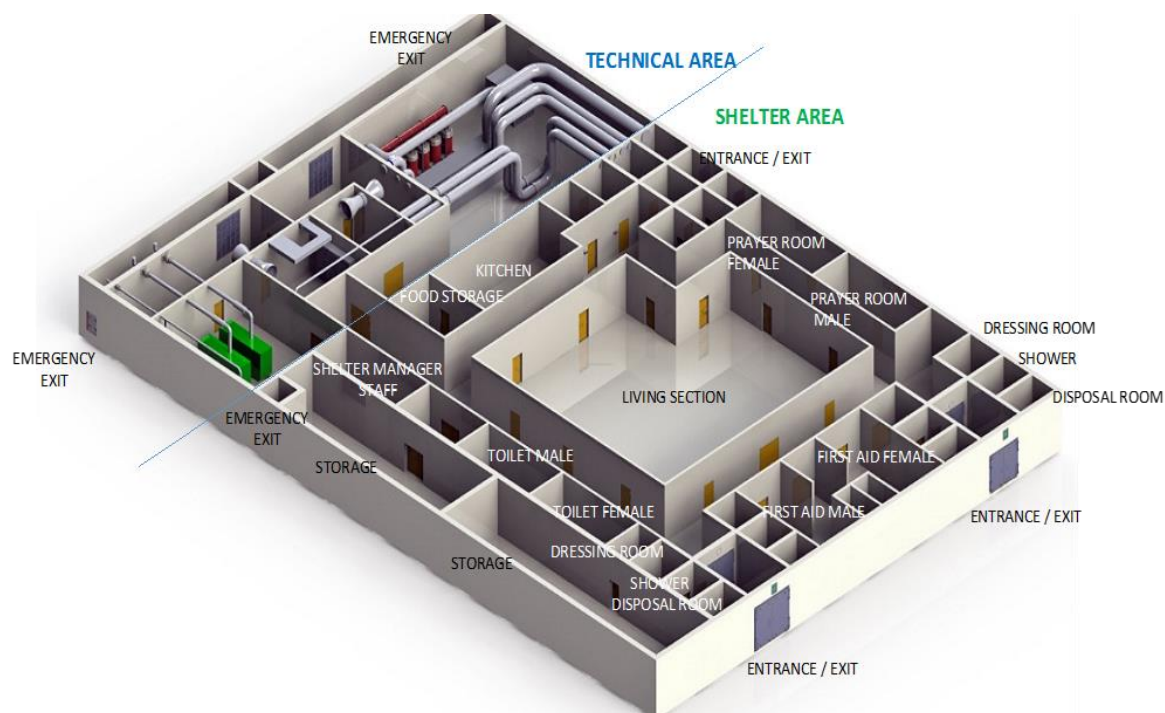 EMERGENCY
EXIT
TECHNICAL AREA
SHELTER AREA
ENTRANCE / EXIT
PRAYER ROOM
FEMALE
KITCHEN
FOOD STORAGE
PRAYER ROOM
MALE
DRESSING ROOM
SHOWER
DISPOSAL ROOM
EMERGENCY
EXIT
SHELTER MANAGER
STAFF
LIVING SECTION
EMERGENCY
EXIT
STORAGE
TOILET MALE
FIRST AID FEMALE
TOILET FEMALE
FIRST AID MALE
ENTRANCE / EXIT
STORAGE
DRESSING ROOM
SHOWER
DISPOSAL ROOM
ENTRANCE / EXIT